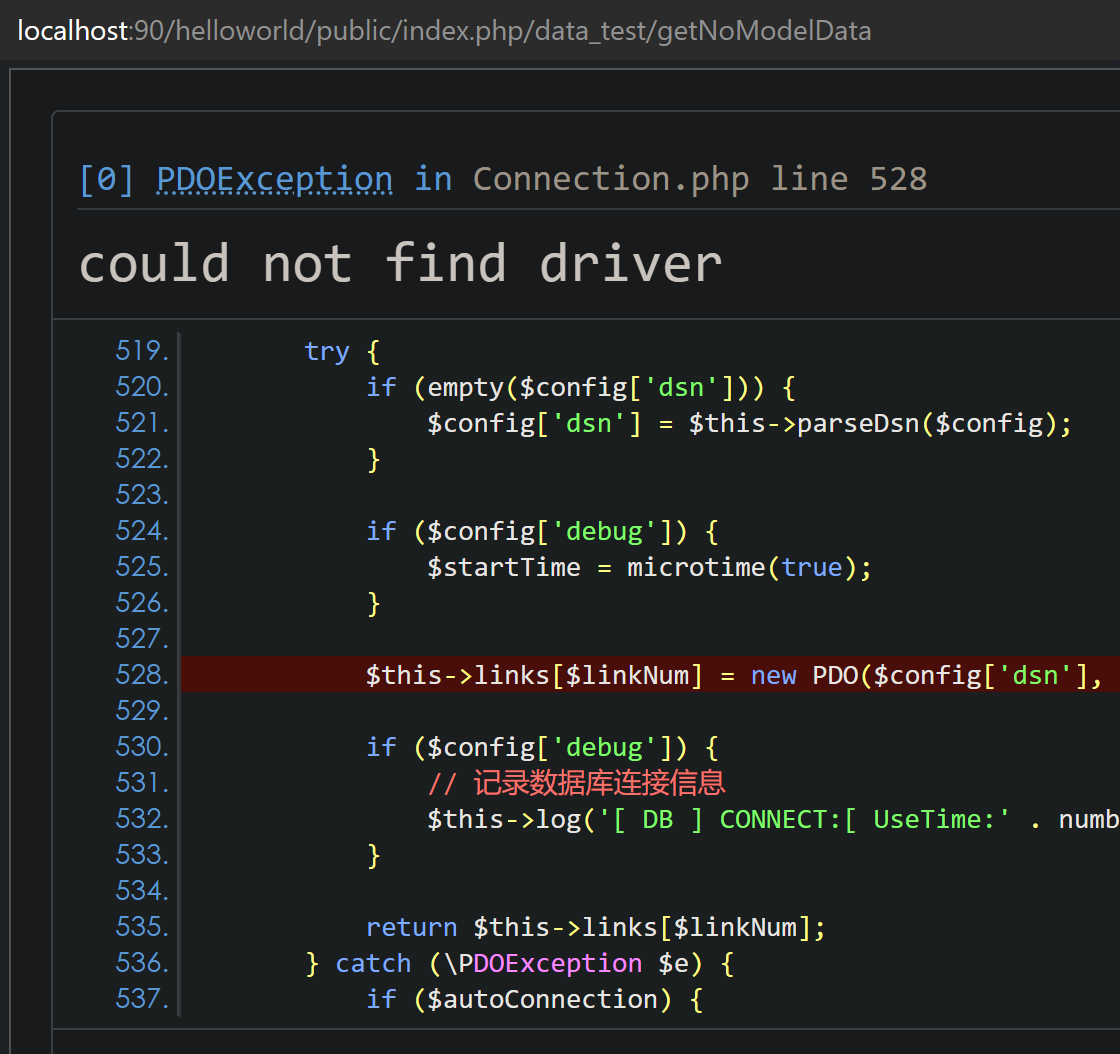 localhost:90/helloworld/public/index.php/data_test/getNoModelData
[0] PDOException in Connection.php line 528
could not find driver
519. try {
520. if (empty($config['dsn'])) {
521. $config['dsn'] = $this->parseDsn($config);
522. }
523.
524. if ($config['debug']) {
525. $startTime = microtime(true);
526. }
527.
528. $this->links[$linkNum] = new PDO($config['dsn'],
529.
530. if ($config['debug']) {
531. // 记录数据库连接信息
532. $this->log('[ DB ] CONNECT:[ UseTime:' . numb
533. }
534.
535. return $this->links[$linkNum];
536. } catch (\PDOException $e) {
537. if ($autoConnection) {